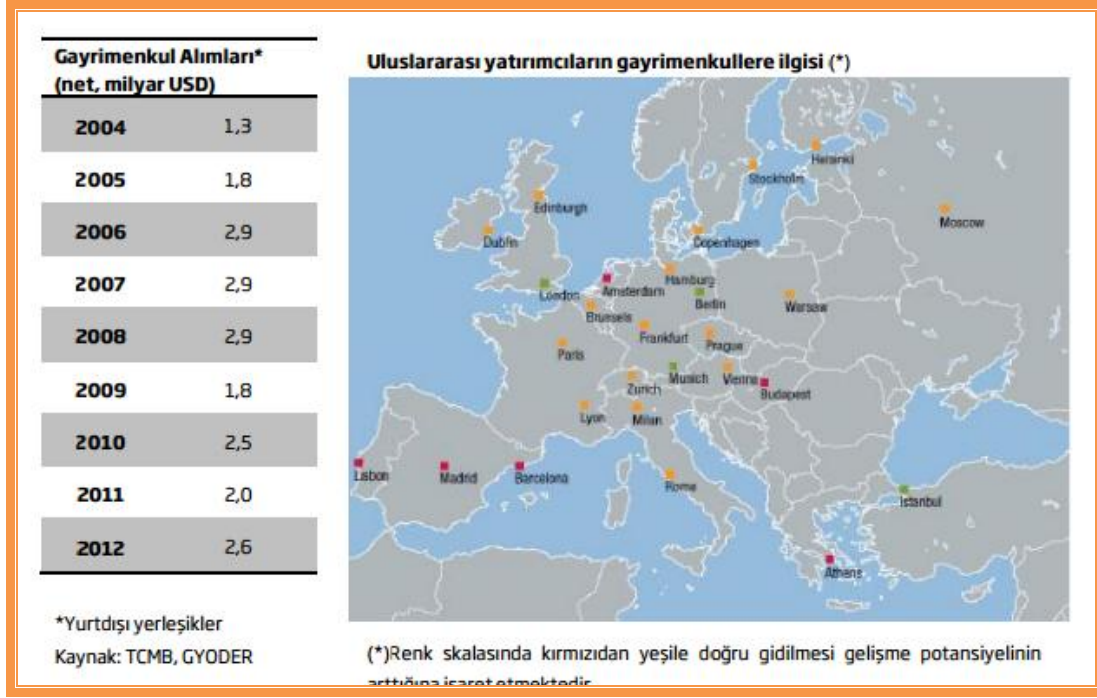 Gayrimenkul Alımları*
(net, milyar USD)
2004 1,3
2005 1,8
2006 2,9
2007 2,9
2008 2,9
2009 1,8
2010 2,5
2011 2,0
2012 2,6
*Yurtdışı yerleşikler
Kaynak: TCMB, GYODER
Uluslararası yatırımcıların gayrimenkullere ilgisi (*)
Helsinki
Stockholm
Edinburgh
Moscow
Dublin
Copenhagen
Hamburg
London
Amsterdam
Berlin
Warsaw
Brussels
Frankfurt
Prague
Paris
Munich
Vienna
Zurich
Budapest
Lyon
Milan
Lisbon
Madrid
Barcelona
Rome
Istanbul
Athens
(*)Renk skalasında kırmızıdan yeşile doğru gidilmesi gelişme potansiyelinin
arttığına işaret etmektedir